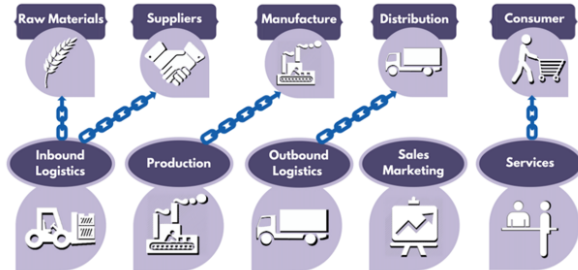 Raw Materials
Suppliers
Manufacture
Distribution
Consumer
Inbound
Logistics
Production
Outbound
Logistics
Sales
Marketing
Services